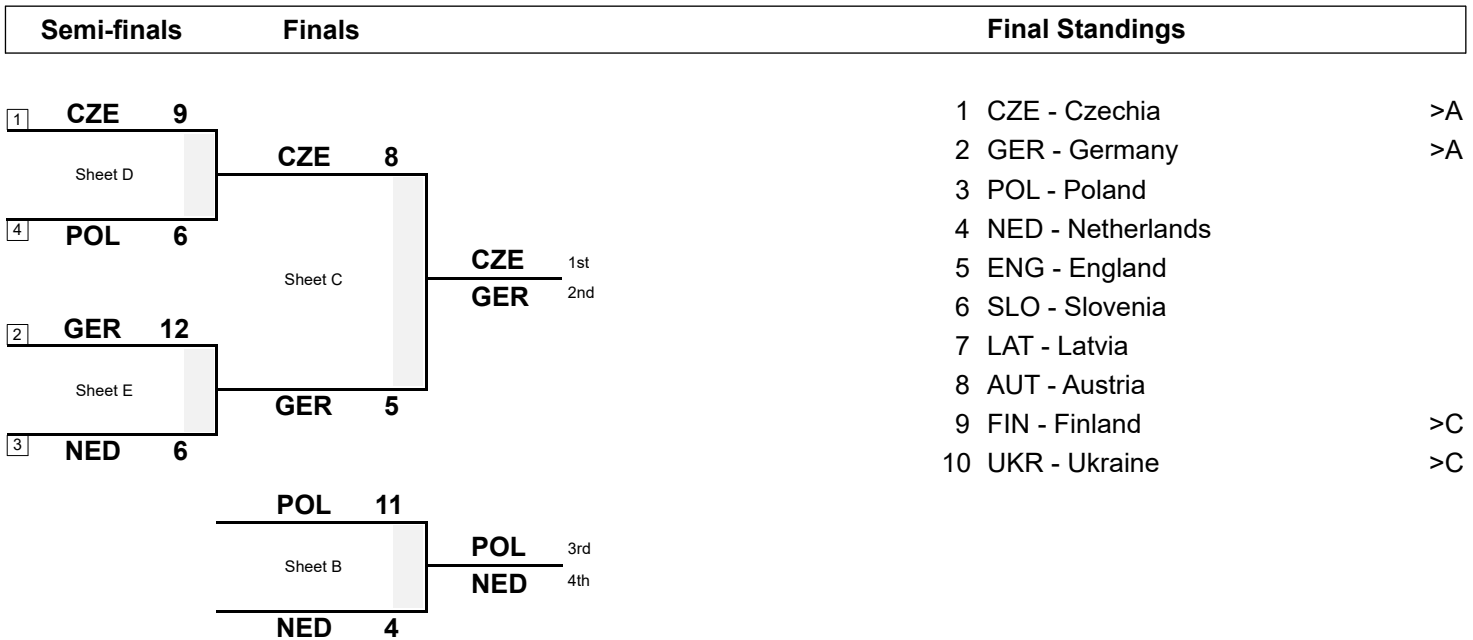 Semi-finals Finals Final Standings
1 CZE 9
Sheet D
4 POL 6
2 GER 12
Sheet E
3 NED 6
CZE 8
Sheet C
GER 5
CZE 1st
GER 2nd
POL 11
Sheet B
NED 4
POL 3rd
NED 4th
1 CZE - Czechia >A
2 GER - Germany >A
3 POL - Poland
4 NED - Netherlands
5 ENG - England
6 SLO - Slovenia
7 LAT - Latvia
8 AUT - Austria
9 FIN - Finland >C
10 UKR - Ukraine >C